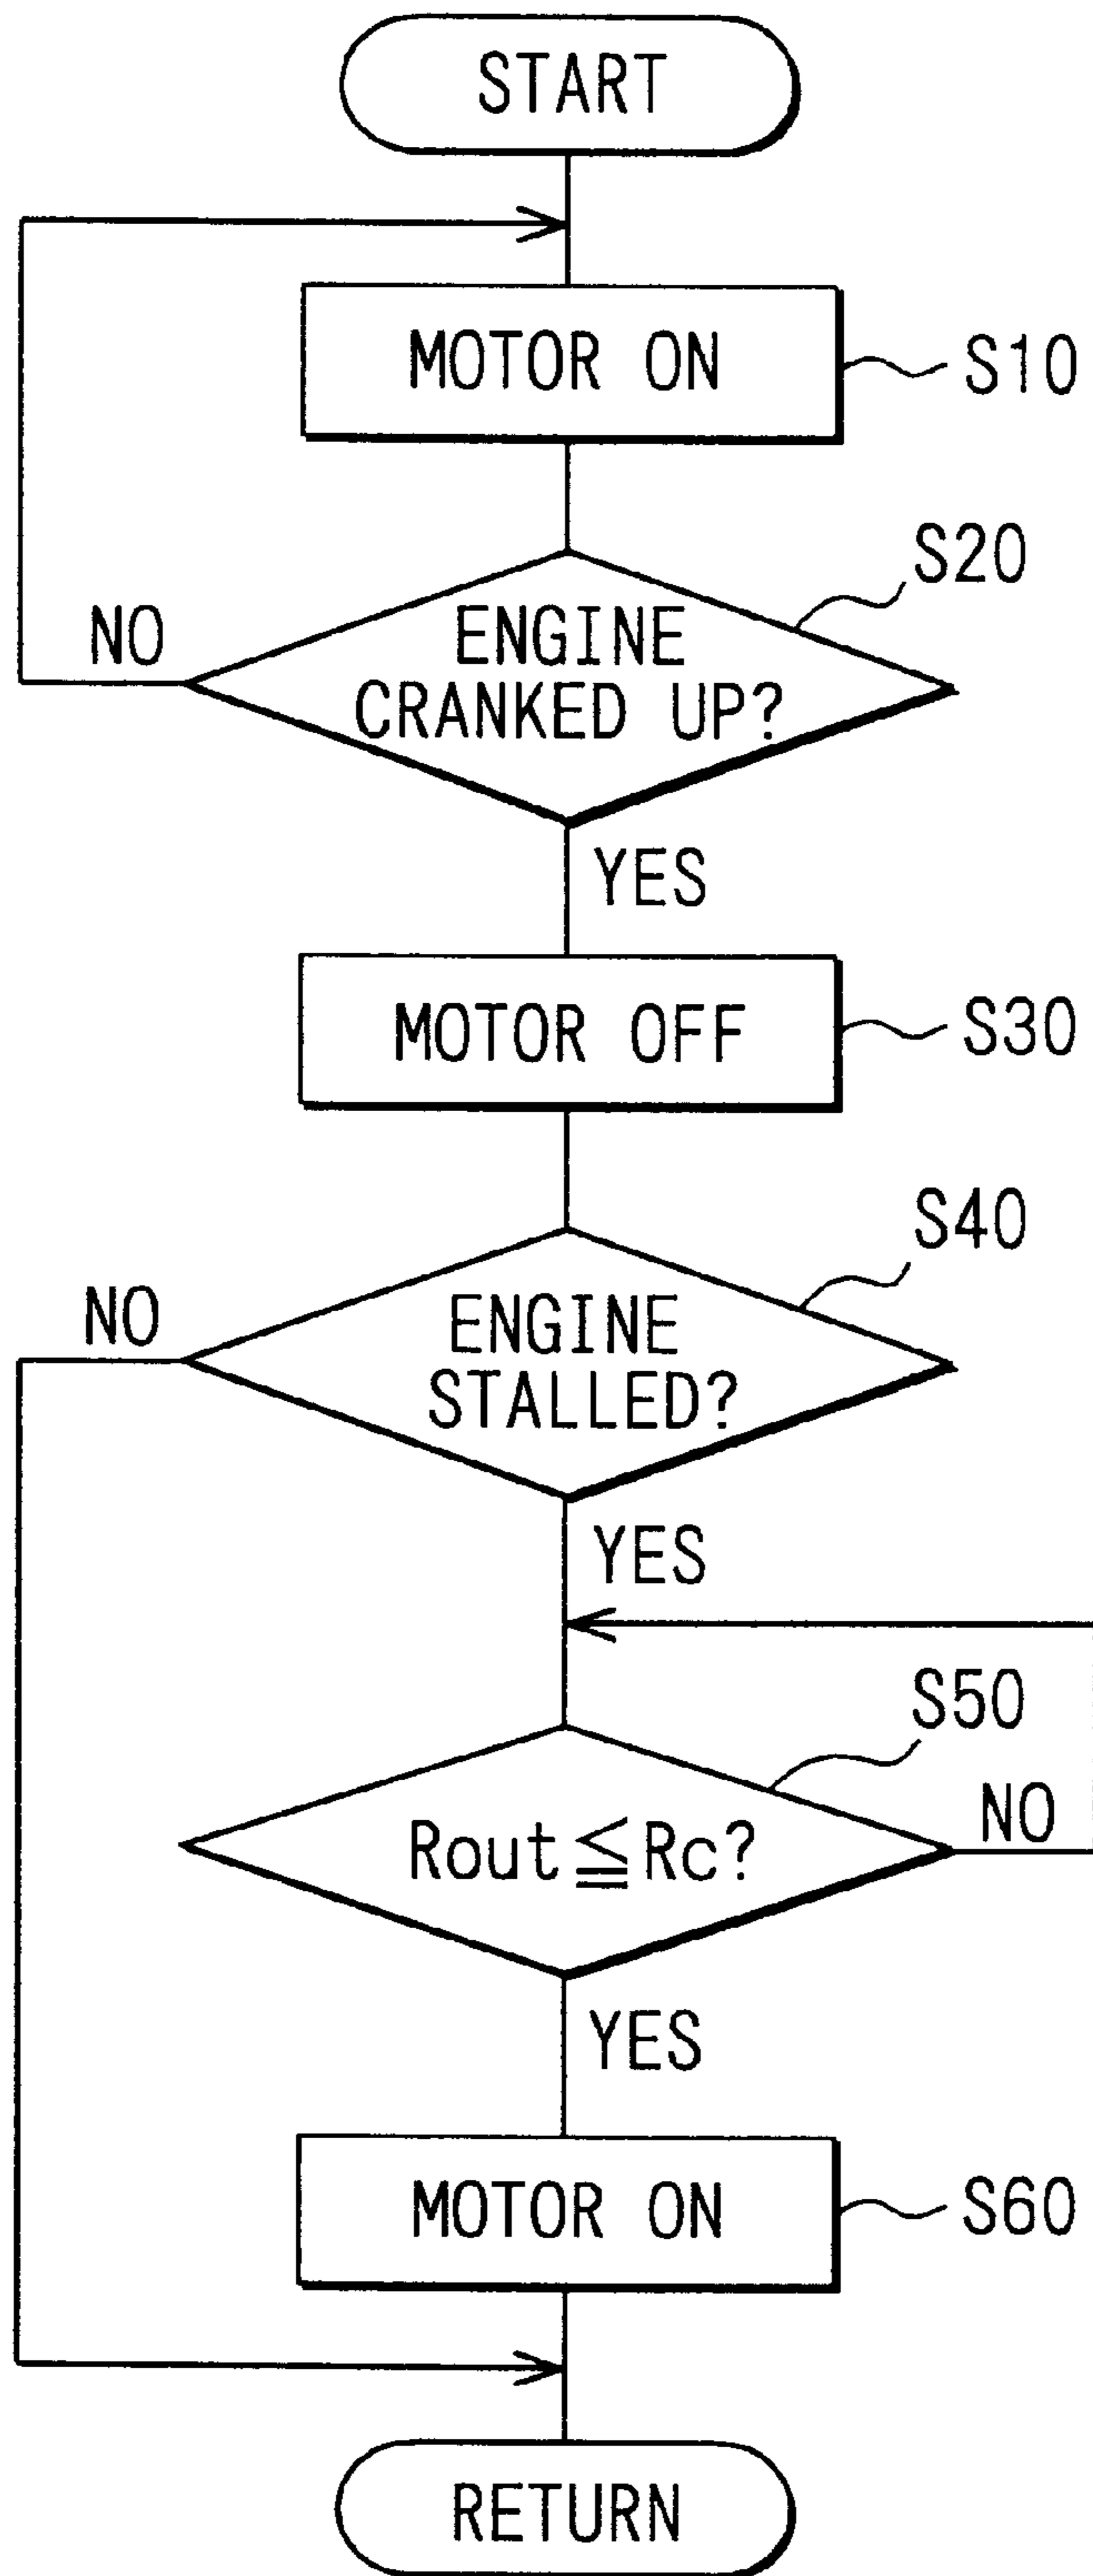 START
MOTOR ON
S10
S20
NO
ENGINE
CRANKED UP?
YES
MOTOR OFF
S30
S40
NO
ENGINE
STALLED?
YES
S50
Rout≦Rc?
NO
YES
MOTOR ON
S60
RETURN